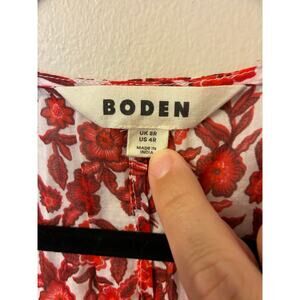 BODEN
UK 8R
US 4R
MADE IN
INDIA